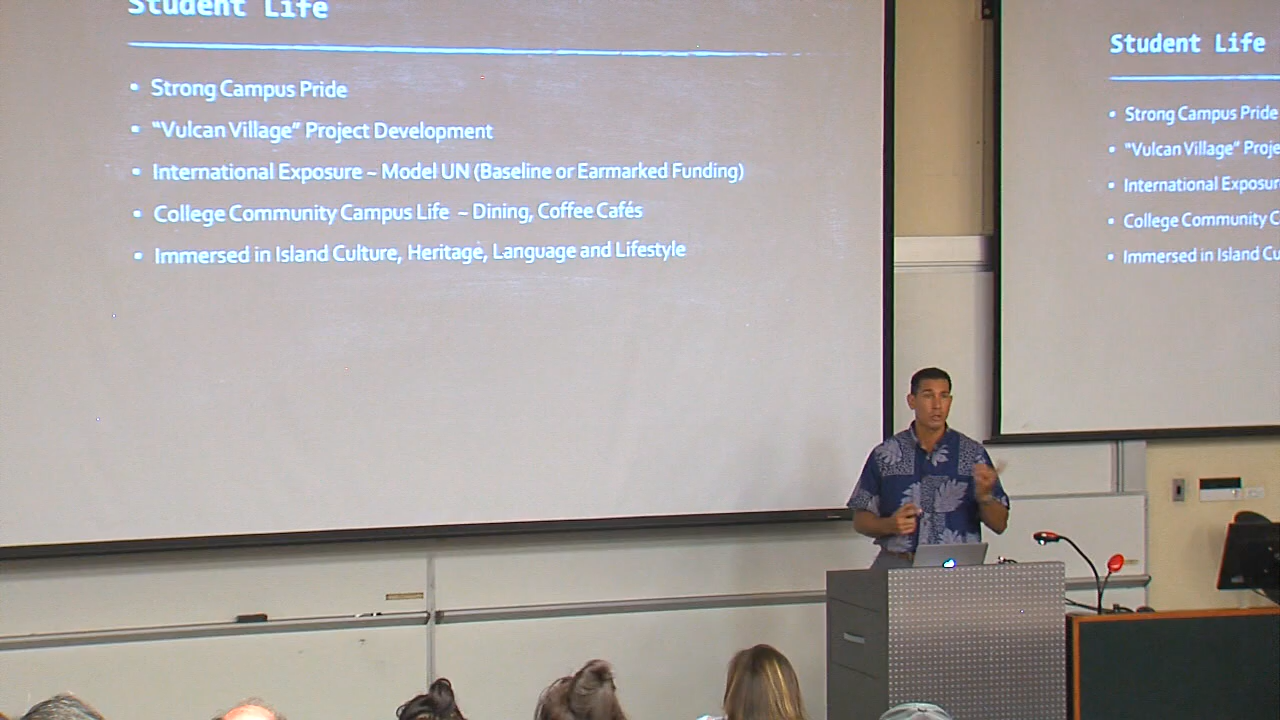 Student Life
• Strong Campus Pride
• “Vulcan Village” Project Development
• International Exposure ~ Model UN (Baseline or Earmarked Funding)
• College Community Campus Life ~ Dining, Coffee Cafés
• Immersed in Island Culture, Heritage, Language and Lifestyle
Student Life
• Strong Campus Pride
• “Vulcan Village” Proje
• International Exposur
• College Community C
• Immersed in Island Cu